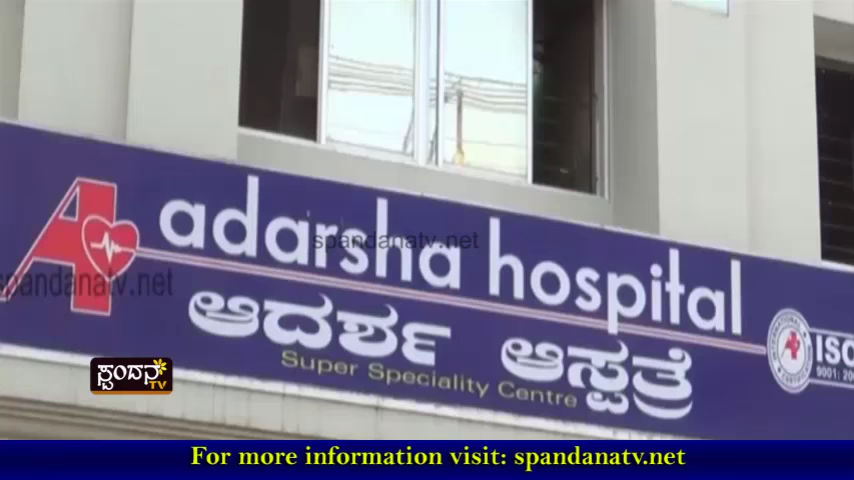 adarsha hospital
spandanatv.net
spandanatv.net
ಆದರ್ಶ ಆಸ್ಪತ್ರೆ
Super Speciality Centre
ISO
ಸ್ಪಂದನ
TV
For more information visit: spandanatv.net